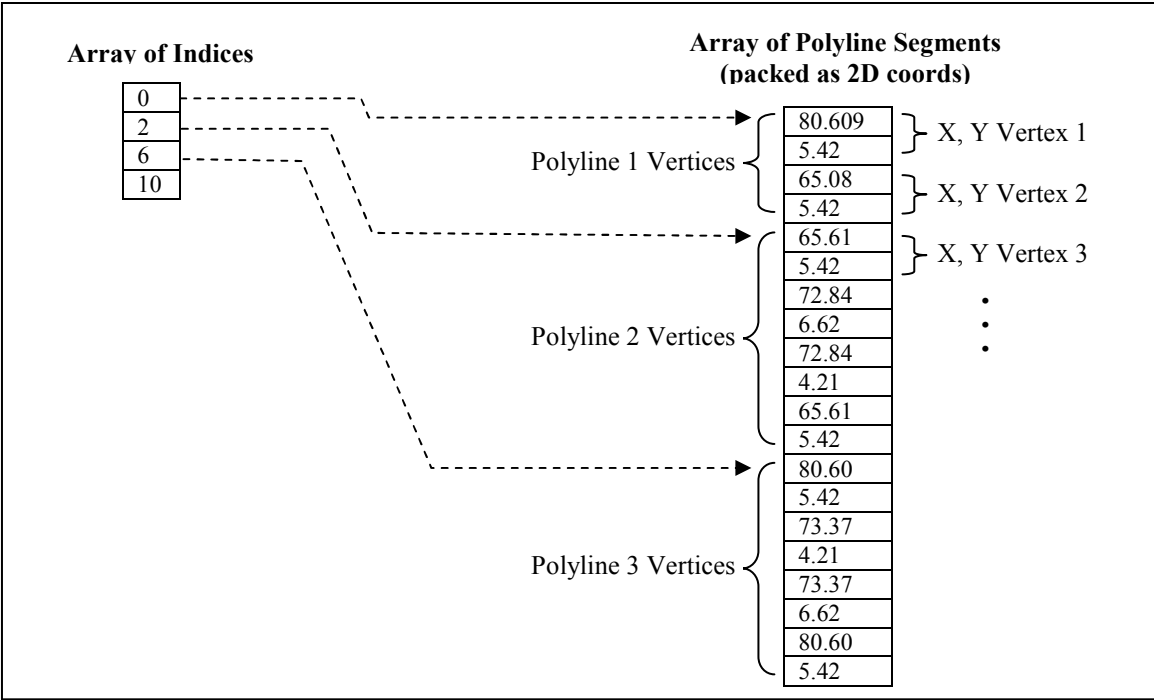 Array of Indices
0
2
6
10
Array of Polyline Segments
(packed as 2D coords)
Polyline 1 Vertices
Polyline 2 Vertices
Polyline 3 Vertices
80.609
5.42
65.08
5.42
65.61
5.42
72.84
6.62
72.84
4.21
65.61
5.42
80.60
5.42
73.37
4.21
73.37
6.62
80.60
5.42
X, Y Vertex 1
X, Y Vertex 2
X, Y Vertex 3